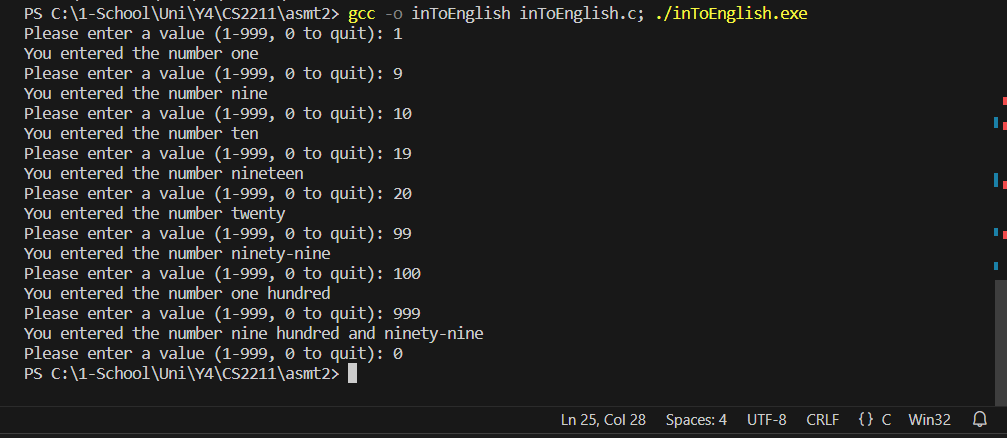 PS C:\1-School\Uni\Y4\CS2211\asmt2> gcc -o inToEnglish inToEnglish.c; ./inToEnglish.exe
Please enter a value (1-999, 0 to quit): 1
You entered the number one
Please enter a value (1-999, 0 to quit): 9
You entered the number nine
Please enter a value (1-999, 0 to quit): 10
You entered the number ten
Please enter a value (1-999, 0 to quit): 19
You entered the number nineteen
Please enter a value (1-999, 0 to quit): 20
You entered the number twenty
Please enter a value (1-999, 0 to quit): 99
You entered the number ninety-nine
Please enter a value (1-999, 0 to quit): 100
You entered the number one hundred
Please enter a value (1-999, 0 to quit): 999
You entered the number nine hundred and ninety-nine
Please enter a value (1-999, 0 to quit): 0
PS C:\1-School\Uni\Y4\CS2211\asmt2>
Ln 25, Col 28 Spaces: 4 UTF-8 CRLF {} C Win32